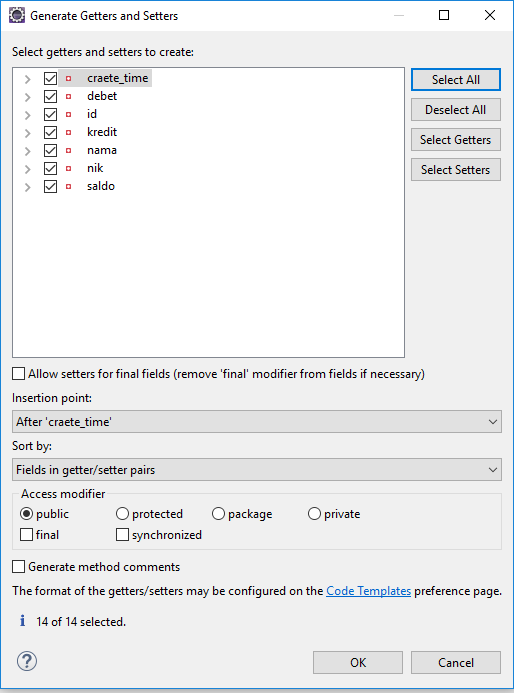 Generate Getters and Setters
Select getters and setters to create:
craete_time
debet
id
kredit
nama
nik
saldo
Select All
Deselect All
Select Getters
Select Setters
Allow setters for final fields (remove 'final' modifier from fields if necessary)
Insertion point:
After 'craete_time'
Sort by:
Fields in getter/setter pairs
Access modifier
public protected package private
final synchronized
Generate method comments
The format of the getters/setters may be configured on the Code Templates preference page.
i 14 of 14 selected.
? OK Cancel